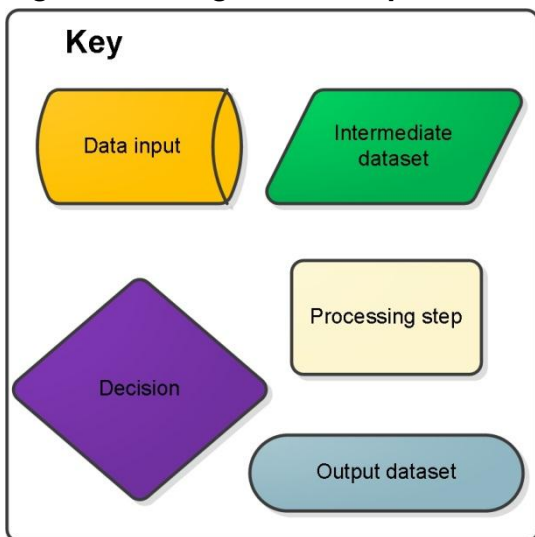 Key
Data input
Intermediate
dataset
Processing step
Decision
Output dataset